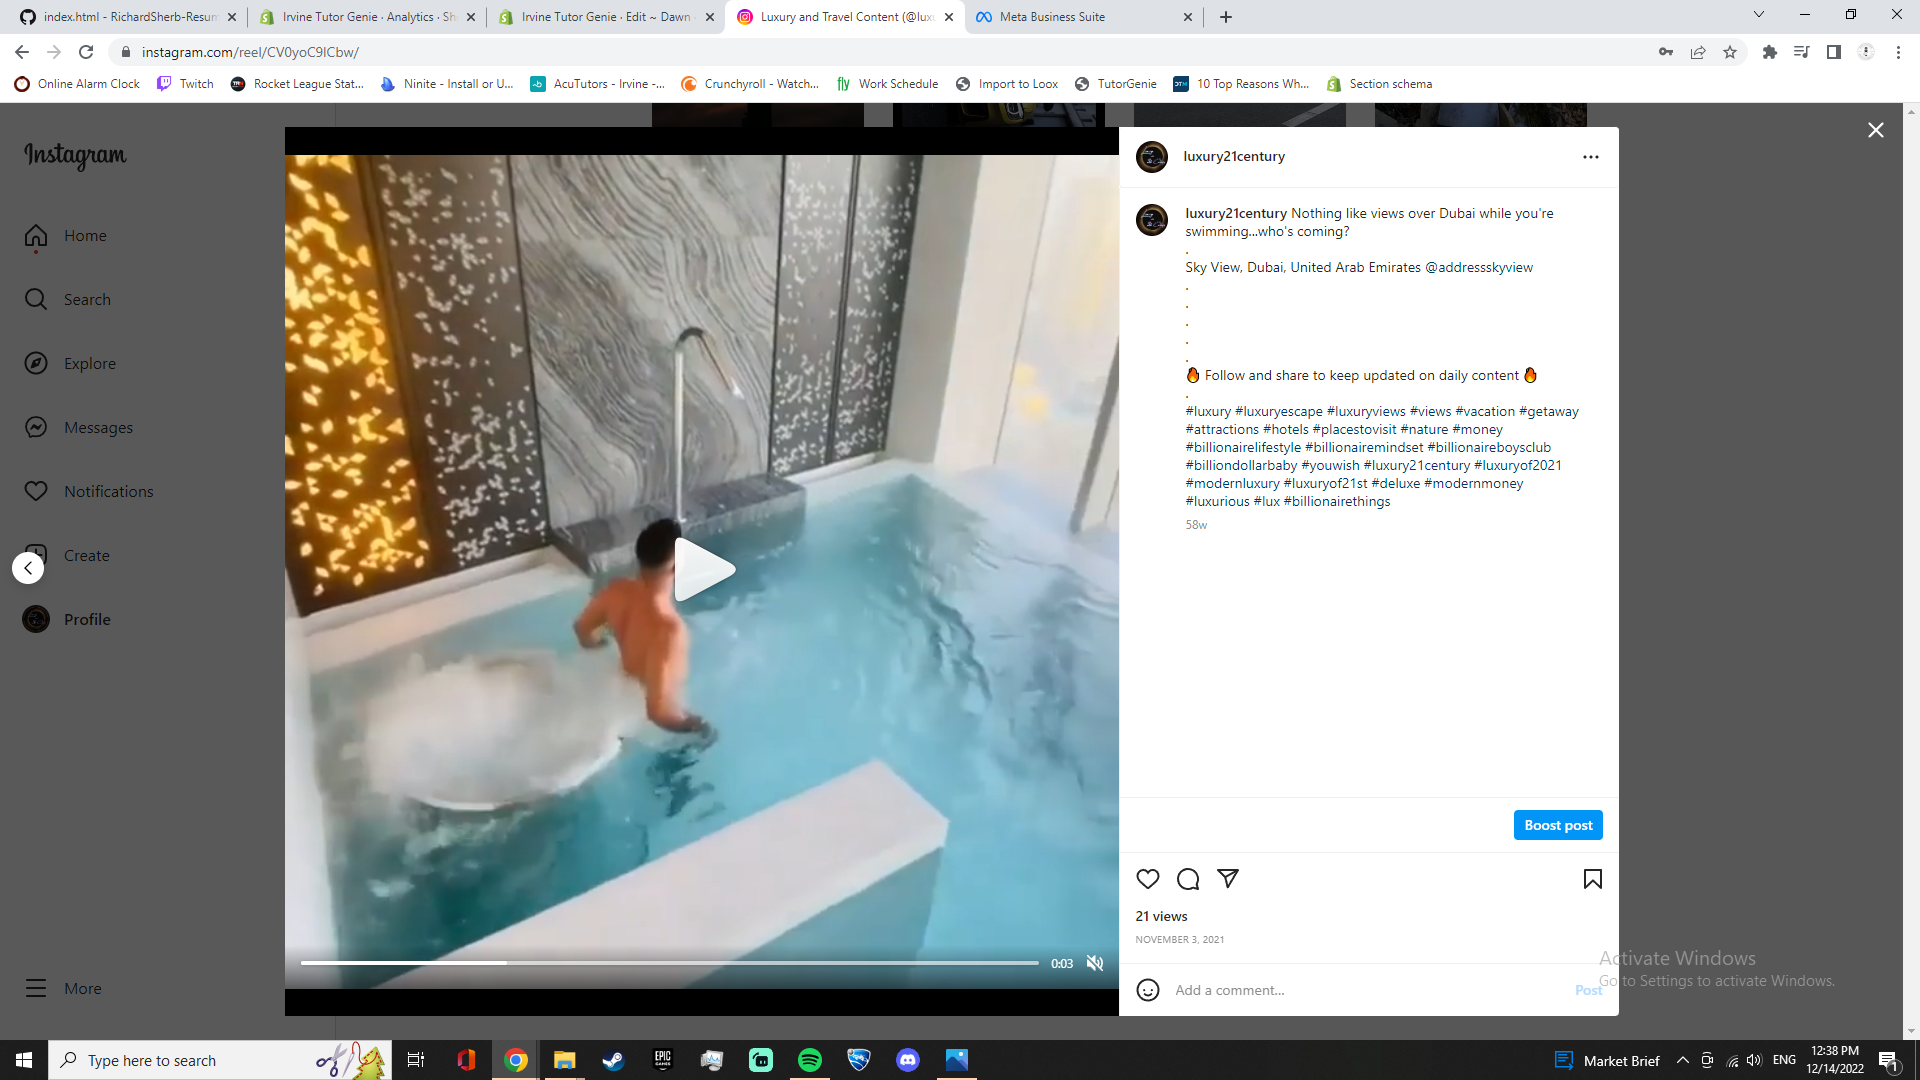 index.html - RichardSherb-Resum
Irvine Tutor Genie · Analytics · Sh
Irvine Tutor Genie · Edit ~ Dawn ·
Luxury and Travel Content (@luxu
Meta Business Suite
instagram.com/reel/CV0yoC9lCbw/
Online Alarm Clock
Twitch
Rocket League Stat...
Ninite - Install or U...
AcuTutors - Irvine -...
Crunchyroll - Watch...
fly Work Schedule
Import to Loox
TutorGenie
10 Top Reasons Wh...
Section schema
Instagram
Home
Search
Explore
Messages
Notifications
Create
Profile
More
0:03
luxury21century
luxury21century Nothing like views over Dubai while you're
swimming...who's coming?
.
Sky View, Dubai, United Arab Emirates @addressskyview
.
.
.
.
.
🔥 Follow and share to keep updated on daily content 🔥
.
#luxury #luxuryescape #luxuryviews #views #vacation #getaway
#attractions #hotels #placestovisit #nature #money
#billionairelifestyle #billionairemindset #billionaireboysclub
#billiondollarbaby #youwish #luxury21century #luxuryof2021
#modernluxury #luxuryof21st #deluxe #modernmoney
#luxurious #lux #billionairethings
58w
Boost post
21 views
NOVEMBER 3, 2021
Add a comment...
Post
Activate Windows
Go to Settings to activate Windows.
Type here to search
EPIC GAMES
Market Brief
ENG
12:38 PM
12/14/2022
1